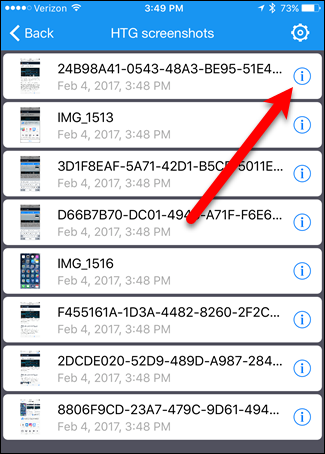 Verizon 3:49 PM 73%
Back HTG screenshots
24B98A41-0543-48A3-BE95-51E4...
Feb 4, 2017, 3:48 PM
IMG_1513
Feb 4, 2017, 3:48 PM
3D1F8EAF-5A71-42D1-B5CD-5011E...
Feb 4, 2017, 3:48 PM
D66B7B70-DC01-494 -A71F-F6E6...
Feb 4, 2017, 3:48 PM
IMG_1516
Feb 4, 2017, 3:48 PM
F455161A-1D3A-4482-8260-2F2C...
Feb 4, 2017, 3:48 PM
2DCDE020-52D9-489D-A987-284...
Feb 4, 2017, 3:48 PM
8806F9CD-23A7-479C-9D61-494...
Feb 4, 2017, 3:48 PM